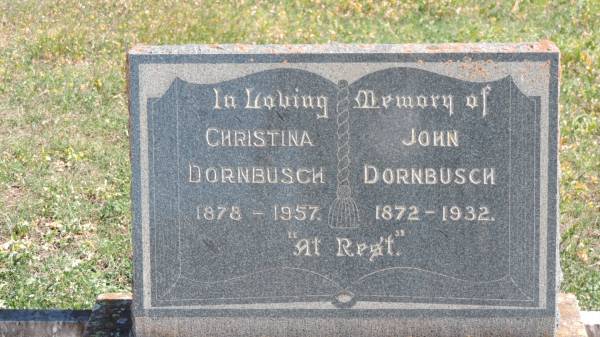 In Loving Memory of
CHRISTINA
DORNBUSCH
1878 - 1957.
JOHN
DORNBUSCH
1872 - 1932.
"At Rest."